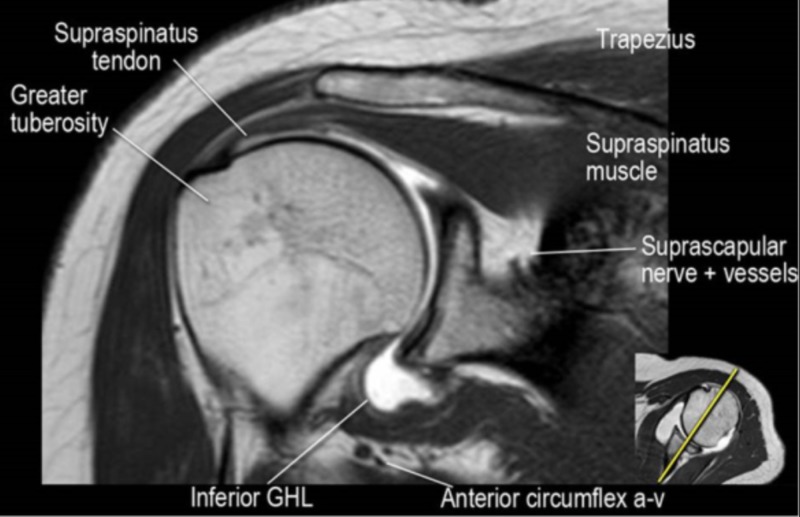 Supraspinatus
tendon
Trapezius
Greater
tuberosity
Supraspinatus
muscle
Suprascapular
nerve + vessels
Inferior GHL
Anterior circumflex a-v